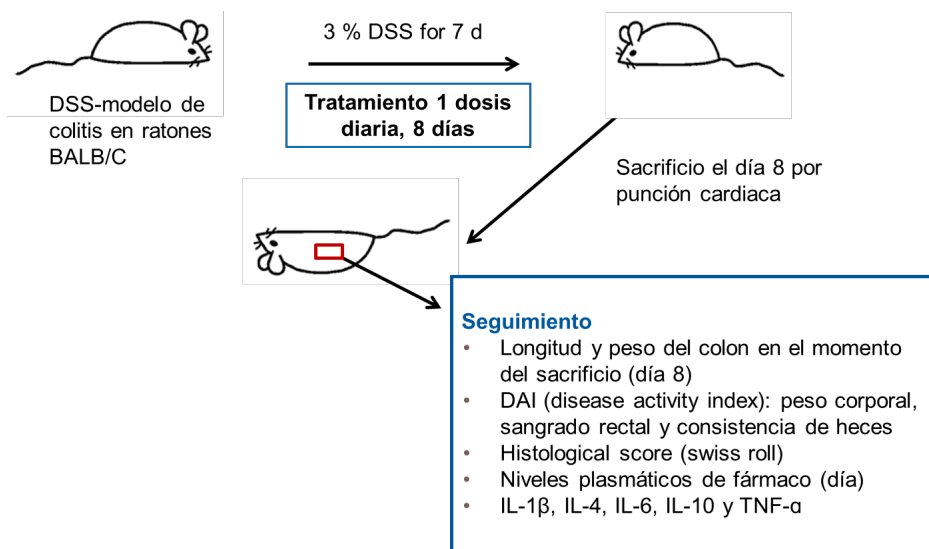 3 % DSS for 7 d
Tratamiento 1 dosis
diaria, 8 días
DSS-modelo de
colitis en ratones
BALB/C
Sacrificio el día 8 por
punción cardiaca
Seguimiento
• Longitud y peso del colon en el momento
del sacrificio (día 8)
• DAI (disease activity index): peso corporal,
sangrado rectal y consistencia de heces
• Histological score (swiss roll)
• Niveles plasmáticos de fármaco (día)
• IL-1β, IL-4, IL-6, IL-10 y TNF-α